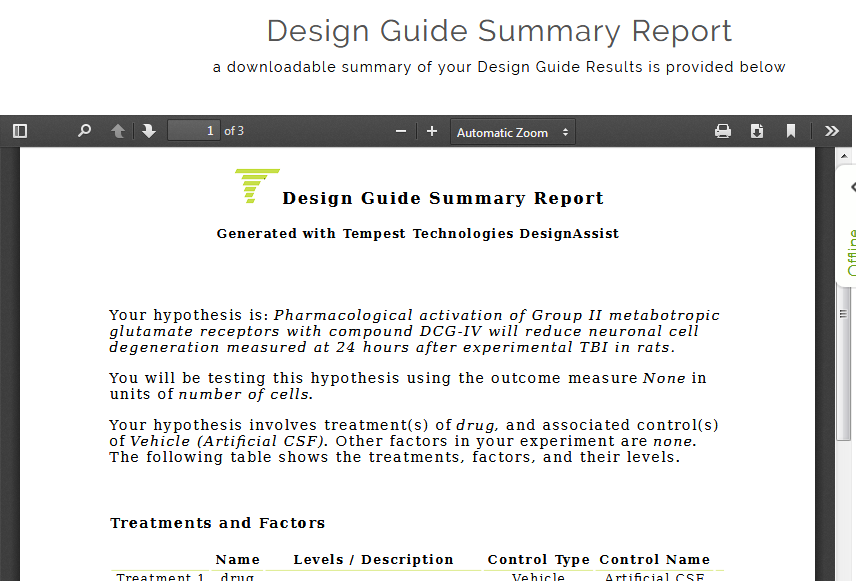 Design Guide Summary Report
a downloadable summary of your Design Guide Results is provided below
1 of 3
Automatic Zoom
Offline
Design Guide Summary Report
Generated with Tempest Technologies DesignAssist
Your hypothesis is: Pharmacological activation of Group II metabotropic
glutamate receptors with compound DCG-IV will reduce neuronal cell
degeneration measured at 24 hours after experimental TBI in rats.
You will be testing this hypothesis using the outcome measure None in
units of number of cells.
Your hypothesis involves treatment(s) of drug, and associated control(s)
of Vehicle (Artificial CSF). Other factors in your experiment are none.
The following table shows the treatments, factors, and their levels.
Treatments and Factors
Name Levels / Description Control Type Control Name
Treatment 1 drug Vehicle Artificial CSF